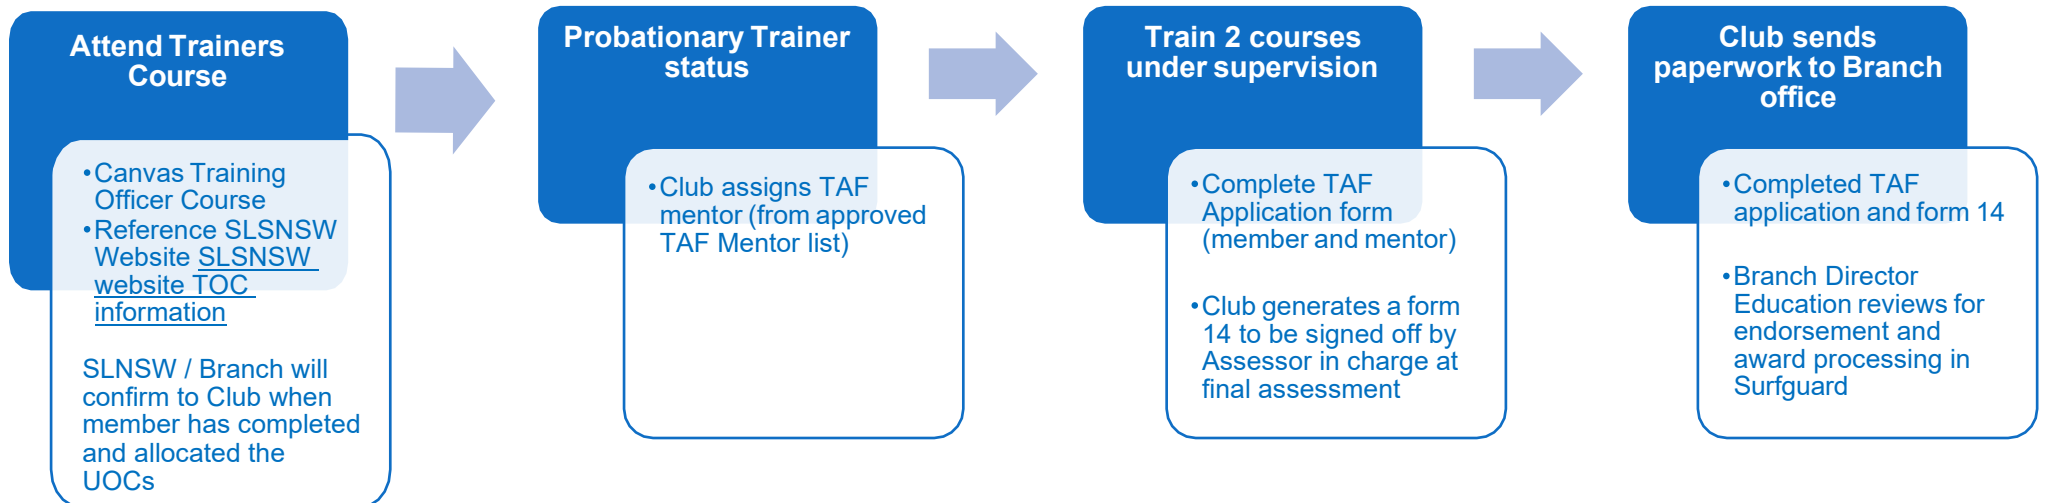 Attend Trainers
Course
•Canvas Training
Officer Course
•Reference SLSNSW
Website SLSNSW
website TOC
information
SLNSW / Branch will
confirm to Club when
member has completed
and allocated the
UOCs
Probationary Trainer
status
•Club assigns TAF
mentor (from approved
TAF Mentor list)
Train 2 courses
under supervision
•Complete TAF
Application form
(member and mentor)
•Club generates a form
14 to be signed off by
Assessor in charge at
final assessment
Club sends
paperwork to Branch
office
•Completed TAF
application and form 14
•Branch Director
Education reviews for
endorsement and
award processing in
Surfguard